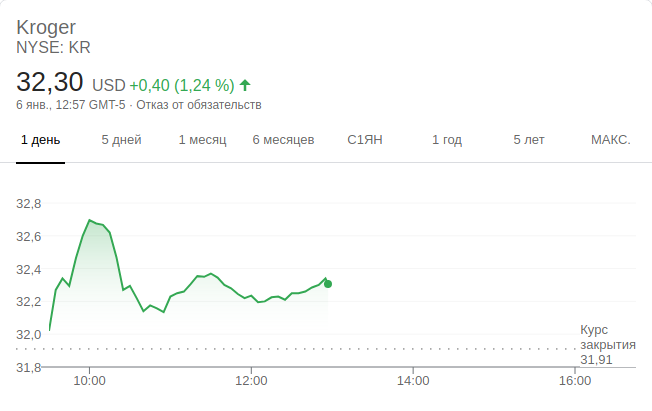 Kroger
NYSE: KR
32,30 USD +0,40 (1,24 %)
6 янв., 12:57 GMT-5 · Отказ от обязательств
1 день 5 дней 1 месяц 6 месяцев С1ЯН 1 год 5 лет МАКС.
32,8
32,6
32,4
32,2
32,0
Курс
закрытия
31,91
31,8
10:00 12:00 14:00 16:00